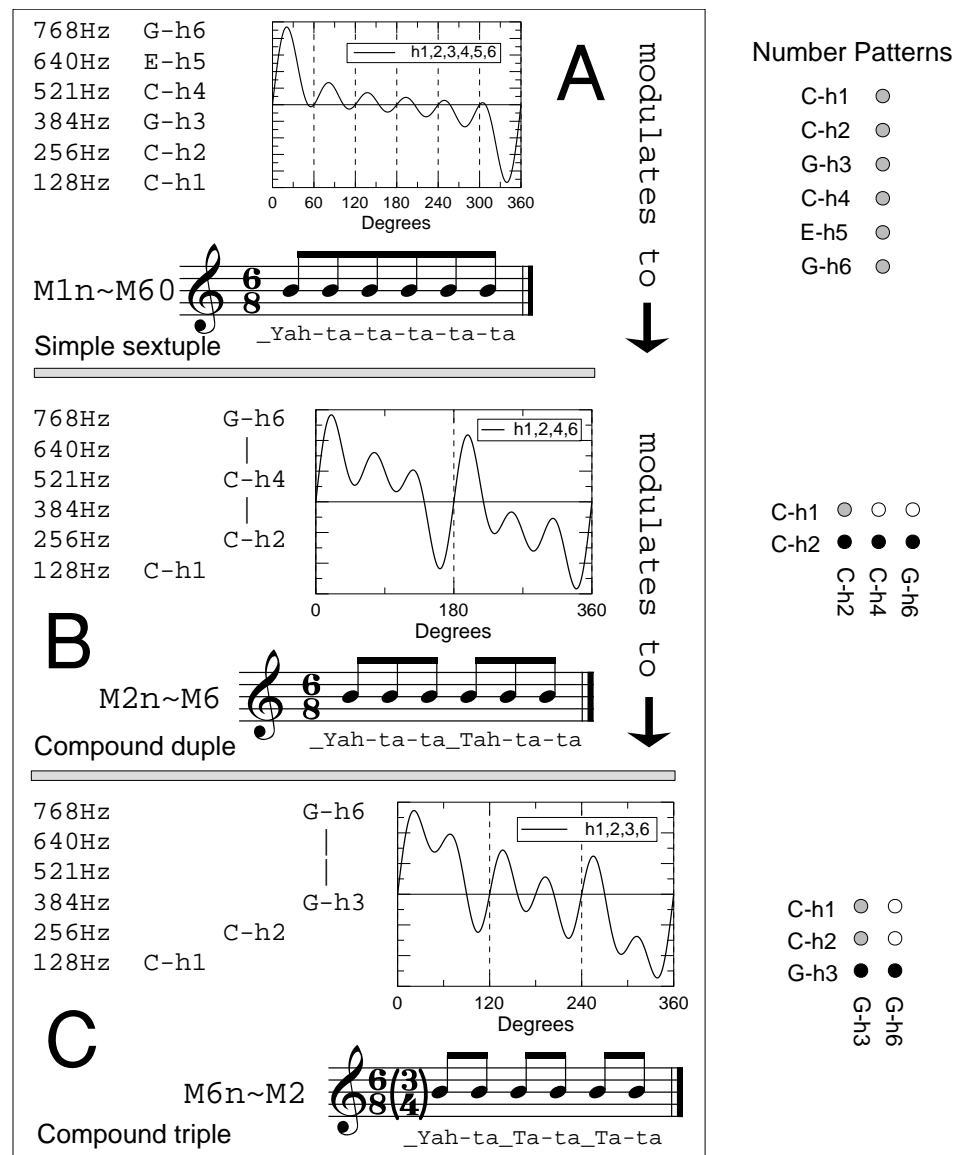 768Hz G-h6
640Hz E-h5
521Hz C-h4
384Hz G-h3
256Hz C-h2
128Hz C-h1
h1,2,3,4,5,6
0 60 120 180 240 300 360
Degrees
A
modulates to
M1n~M60
6
8
_Yah-ta-ta-ta-ta-ta
Simple sextuple
Number Patterns
C-h1
C-h2
G-h3
C-h4
E-h5
G-h6
768Hz G-h6
640Hz |
521Hz C-h4
384Hz |
256Hz C-h2
128Hz C-h1
h1,2,4,6
0 180 360
Degrees
B
modulates to
M2n~M6
6
8
_Yah-ta-ta_Tah-ta-ta
Compound duple
C-h1
C-h2
C-h2
C-h4
G-h6
768Hz G-h6
640Hz |
521Hz |
384Hz G-h3
256Hz C-h2
128Hz C-h1
h1,2,3,6
0 120 240 360
Degrees
C
M6n~M2
6 (3
8 4)
_Yah-ta_Ta-ta_Ta-ta
Compound triple
C-h1
C-h2
G-h3
G-h3
G-h6